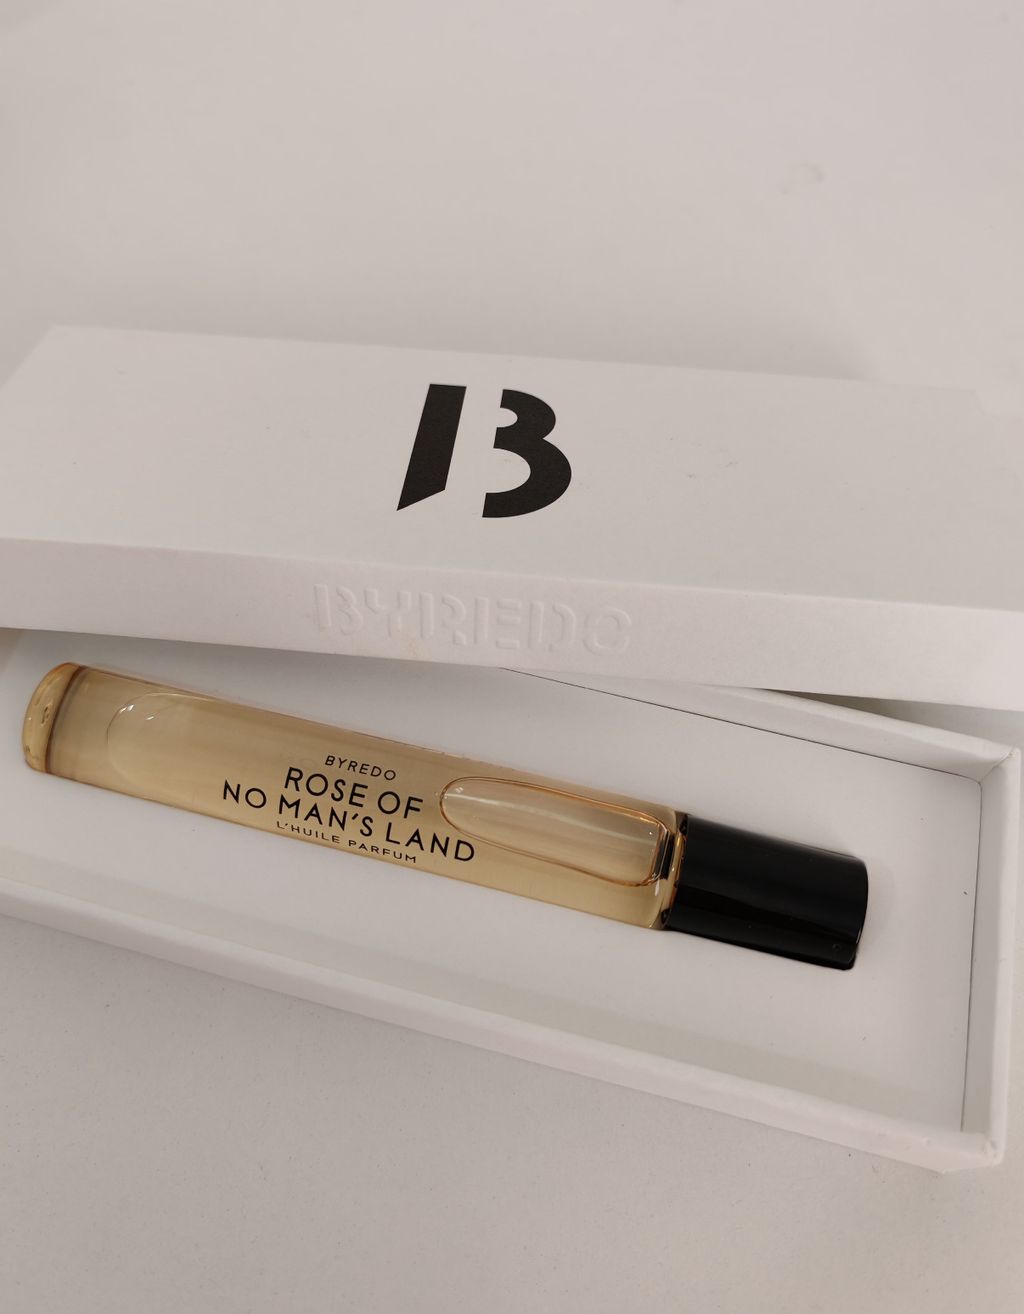 B
BYREDO
BYREDO
ROSE OF
NO MAN'S LAND
L'HUILE PARFUM